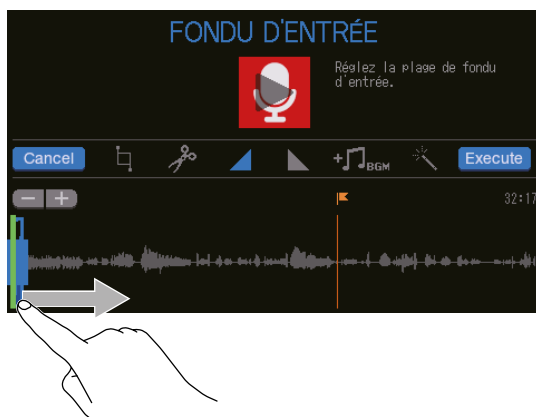 FONDU D'ENTRÉE
Réglez la plage de fondu
d'entrée.
Cancel
+ BGM
Execute
− +
32:17